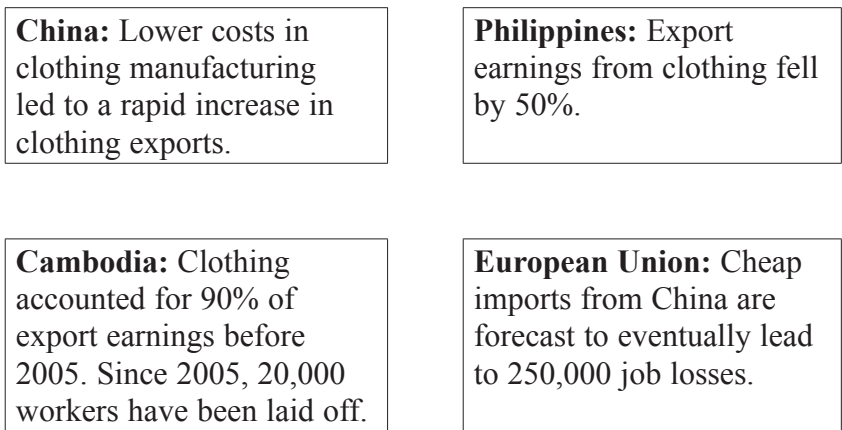 China: Lower costs in
clothing manufacturing
led to a rapid increase in
clothing exports.
Philippines: Export
earnings from clothing fell
by 50%.
Cambodia: Clothing
accounted for 90% of
export earnings before
2005. Since 2005, 20,000
workers have been laid off.
European Union: Cheap
imports from China are
forecast to eventually lead
to 250,000 job losses.